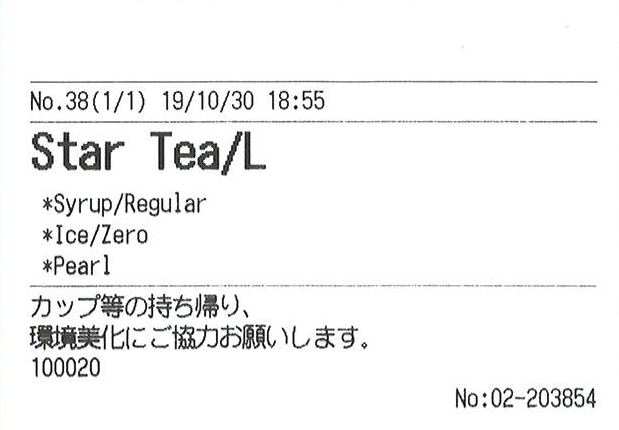 No.38(1/1) 19/10/30 18:55
Star Tea/L
*Syrup/Regular
*Ice/Zero
*Pearl
カップ等の持ち帰り、
環境美化にご協力お願いします。
100020
No:02-203854